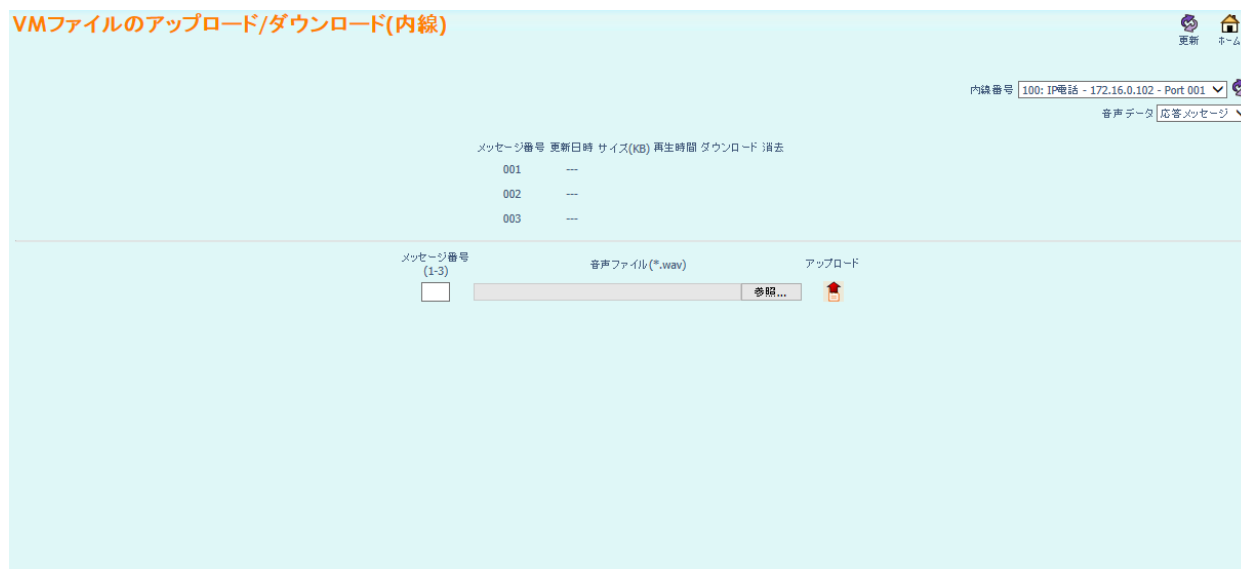 VMファイルのアップロード/ダウンロード(内線)
更新 ホーム
内線番号 100: IP電話 - 172.16.0.102 - Port 001
音声データ 応答メッセージ
メッセージ番号 更新日時 サイズ(KB) 再生時間 ダウンロード 消去
001 ---
002 ---
003 ---
メッセージ番号
(1-3) 音声ファイル(*.wav) アップロード
参照...